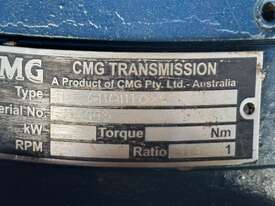 MG CMG TRANSMISSION
A Product of CMG Pty. Ltd.- Australia
Type
erial No.
kW Torque Nm
RPM Ratio 1